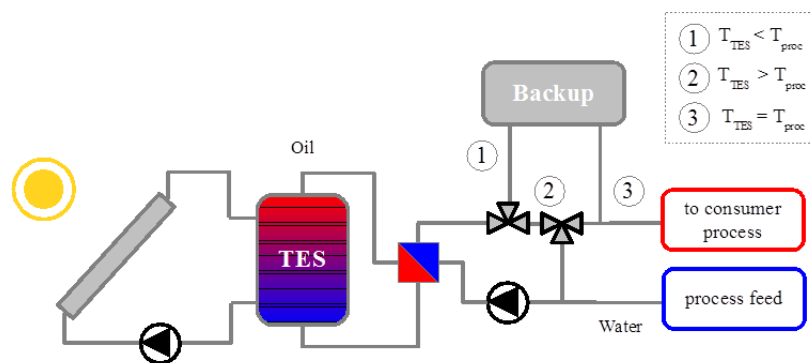 ① T_TES < T_proc
Backup
② T_TES > T_proc
③ T_TES = T_proc
Oil
①
②
③
to consumer
process
TES
process feed
Water